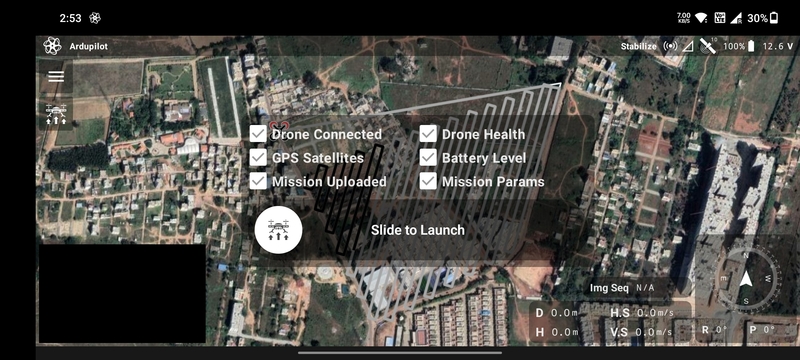 2:53
7.00 KB/S
30%
Ardupilot
Stabilize
10
100%
12.6 V
Drone Connected
Drone Health
GPS Satellites
Battery Level
Mission Uploaded
Mission Params
Slide to Launch
Img Seq N/A
N
W
E
S
D 0.0m
H.S 0.0m/s
H 0.0m
V.S 0.0m/s
R 0°
P 0°